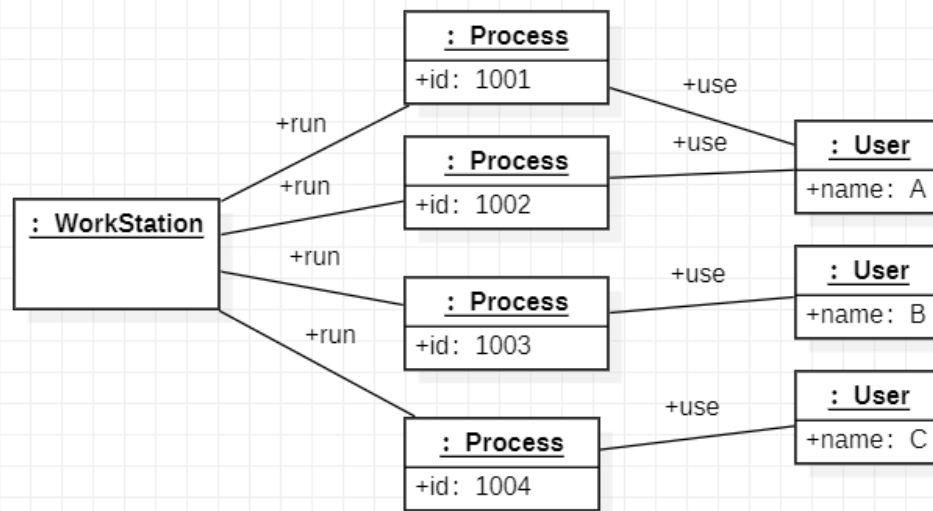 : Process
+id: 1001
+use
+run
: User
+use
+name: A
: Process
+id: 1002
+run
: WorkStation
+run
: Process
+id: 1003
+use
: User
+name: B
+run
: Process
+id: 1004
+use
: User
+name: C